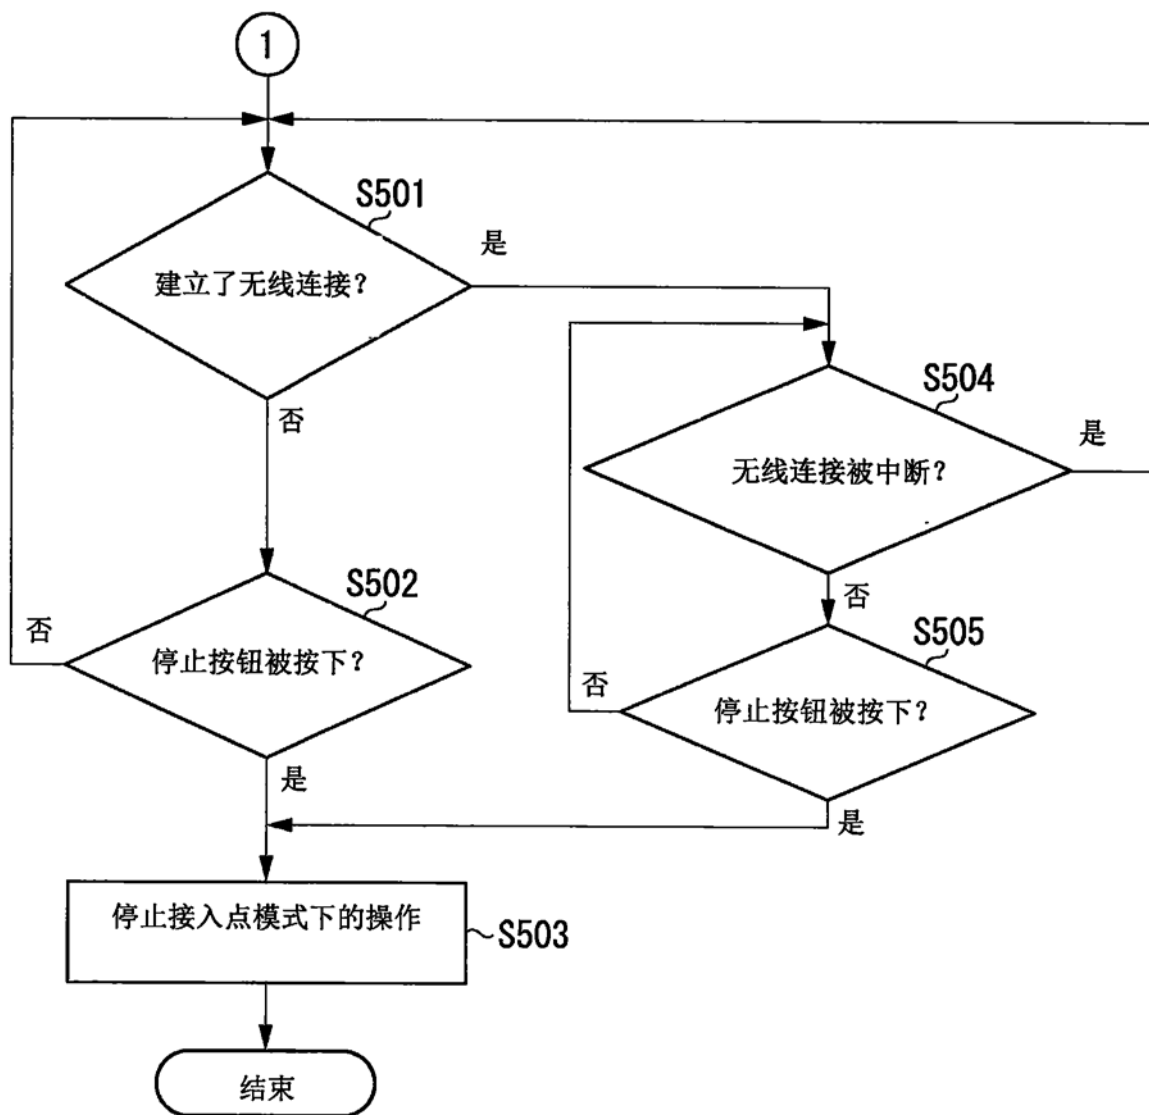 1
S501
是
建立了无线连接?
否
S504
是
无线连接被中断?
S502
否
否
停止按钮被按下?
S505
否
停止按钮被按下?
是
是
停止接入点模式下的操作
S503
结束